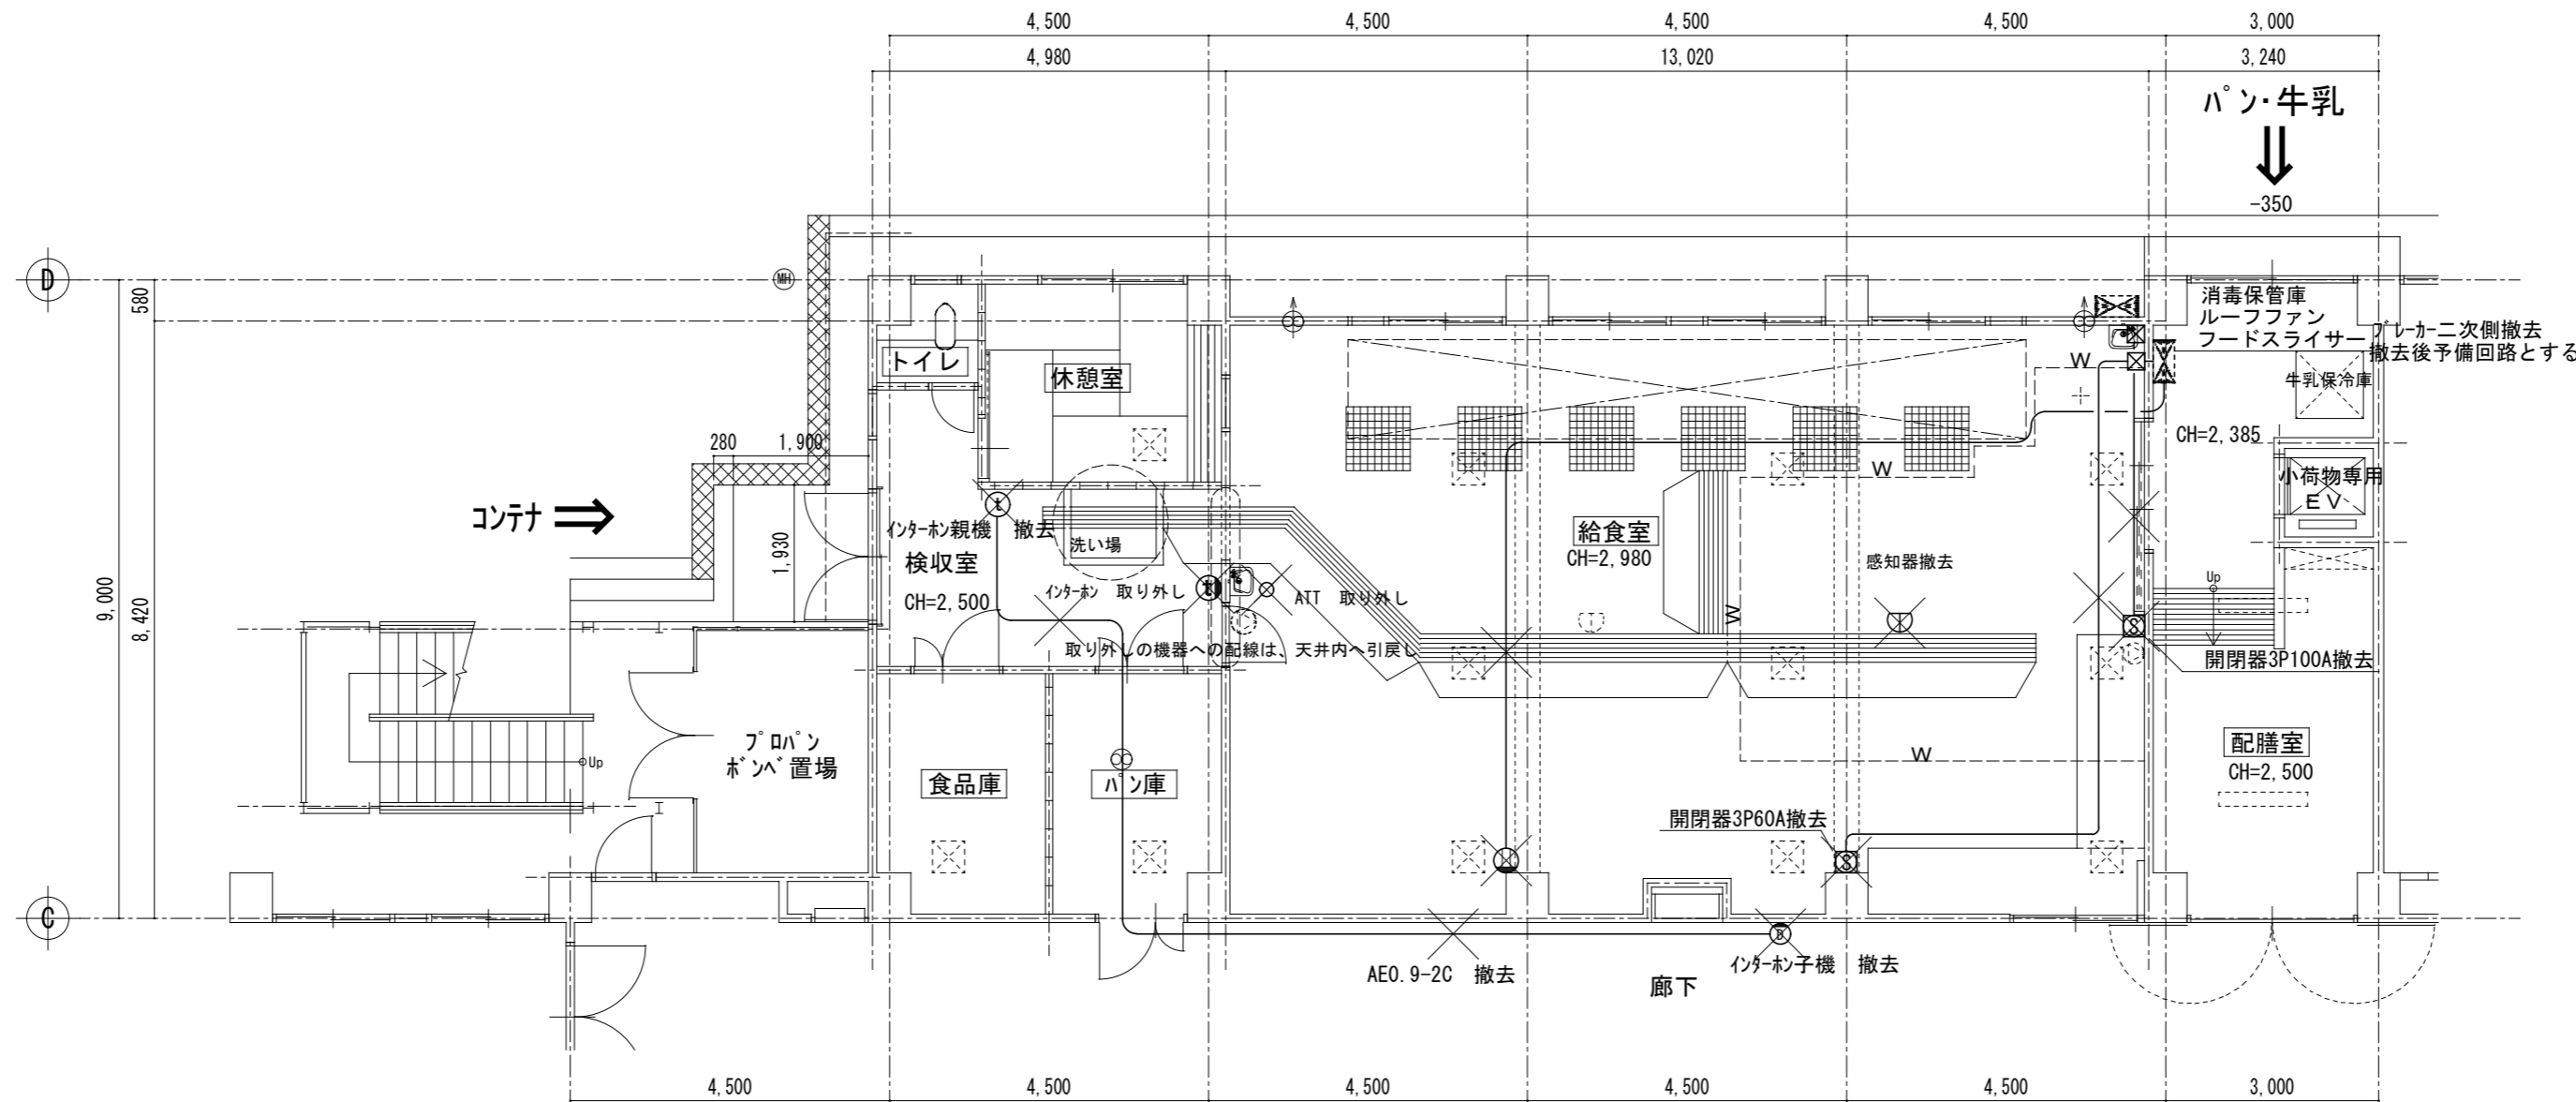 4,500 4,500 4,500 4,500 3,000
4,980 13,020 3,240
パン・牛乳
-350
D
MH
580
消毒保管庫
ルーフファン
フードスライサー
ブレーカー二次側撤去
撤去後予備回路とする
トイレ
休憩室
W
牛乳保冷庫
280 1,900
CH=2,385
W
小荷物専用
EV
コンテナ
インターホン親機 撤去
洗い場
給食室
CH=2,980
1,930
検収室
感知器撤去
CH=2,500
インターホン 取り外し
ATT 取り外し
Up
9,000
8,420
W
S
取り外しの機器への配線は、天井内へ引戻し
開閉器3P100A撤去
プロパン
ボンベ置場
Up
W
配膳室
CH=2,500
食品庫
パン庫
開閉器3P60A撤去
S
C
AE0.9-2C 撤去
インターホン子機 撤去
廊下
4,500 4,500 4,500 4,500 4,500 3,000